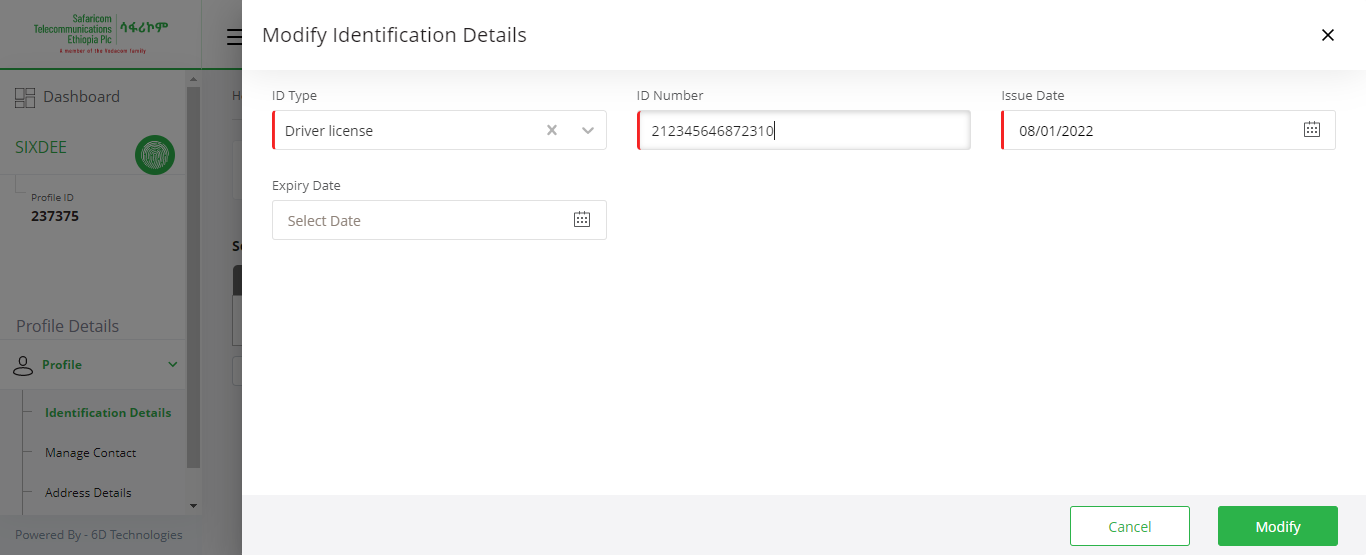 Safaricom
Telecommunications
Ethiopia Plc
ሳፋሪኮም
A member of the Vodacom family
Modify Identification Details
Dashboard
SIXDEE
Profile ID
237375
Profile Details
Profile
Identification Details
Manage Contact
Address Details
Powered By - 6D Technologies
ID Type
Driver license
ID Number
212345646872310
Issue Date
08/01/2022
Expiry Date
Select Date
Cancel
Modify